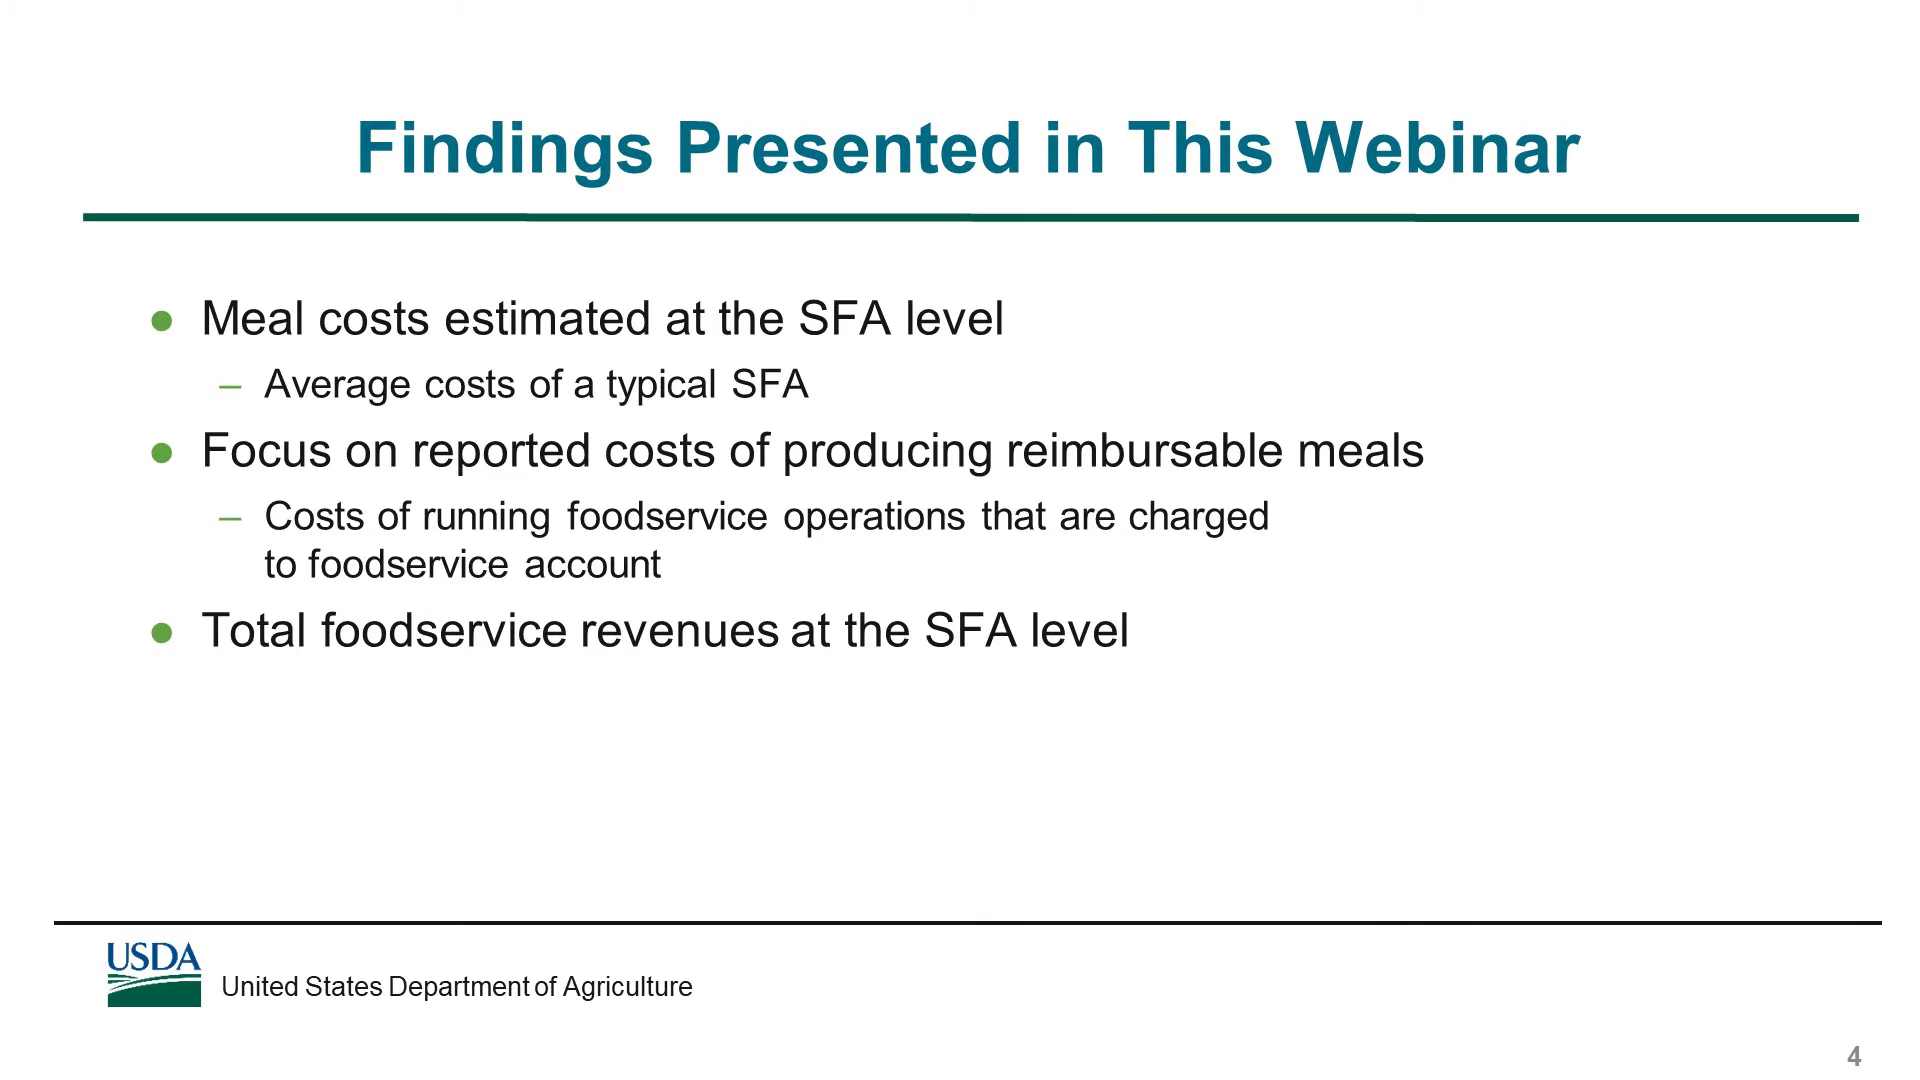 Findings Presented in This Webinar
● Meal costs estimated at the SFA level
– Average costs of a typical SFA
● Focus on reported costs of producing reimbursable meals
– Costs of running foodservice operations that are charged
to foodservice account
● Total foodservice revenues at the SFA level
USDA
United States Department of Agriculture
4